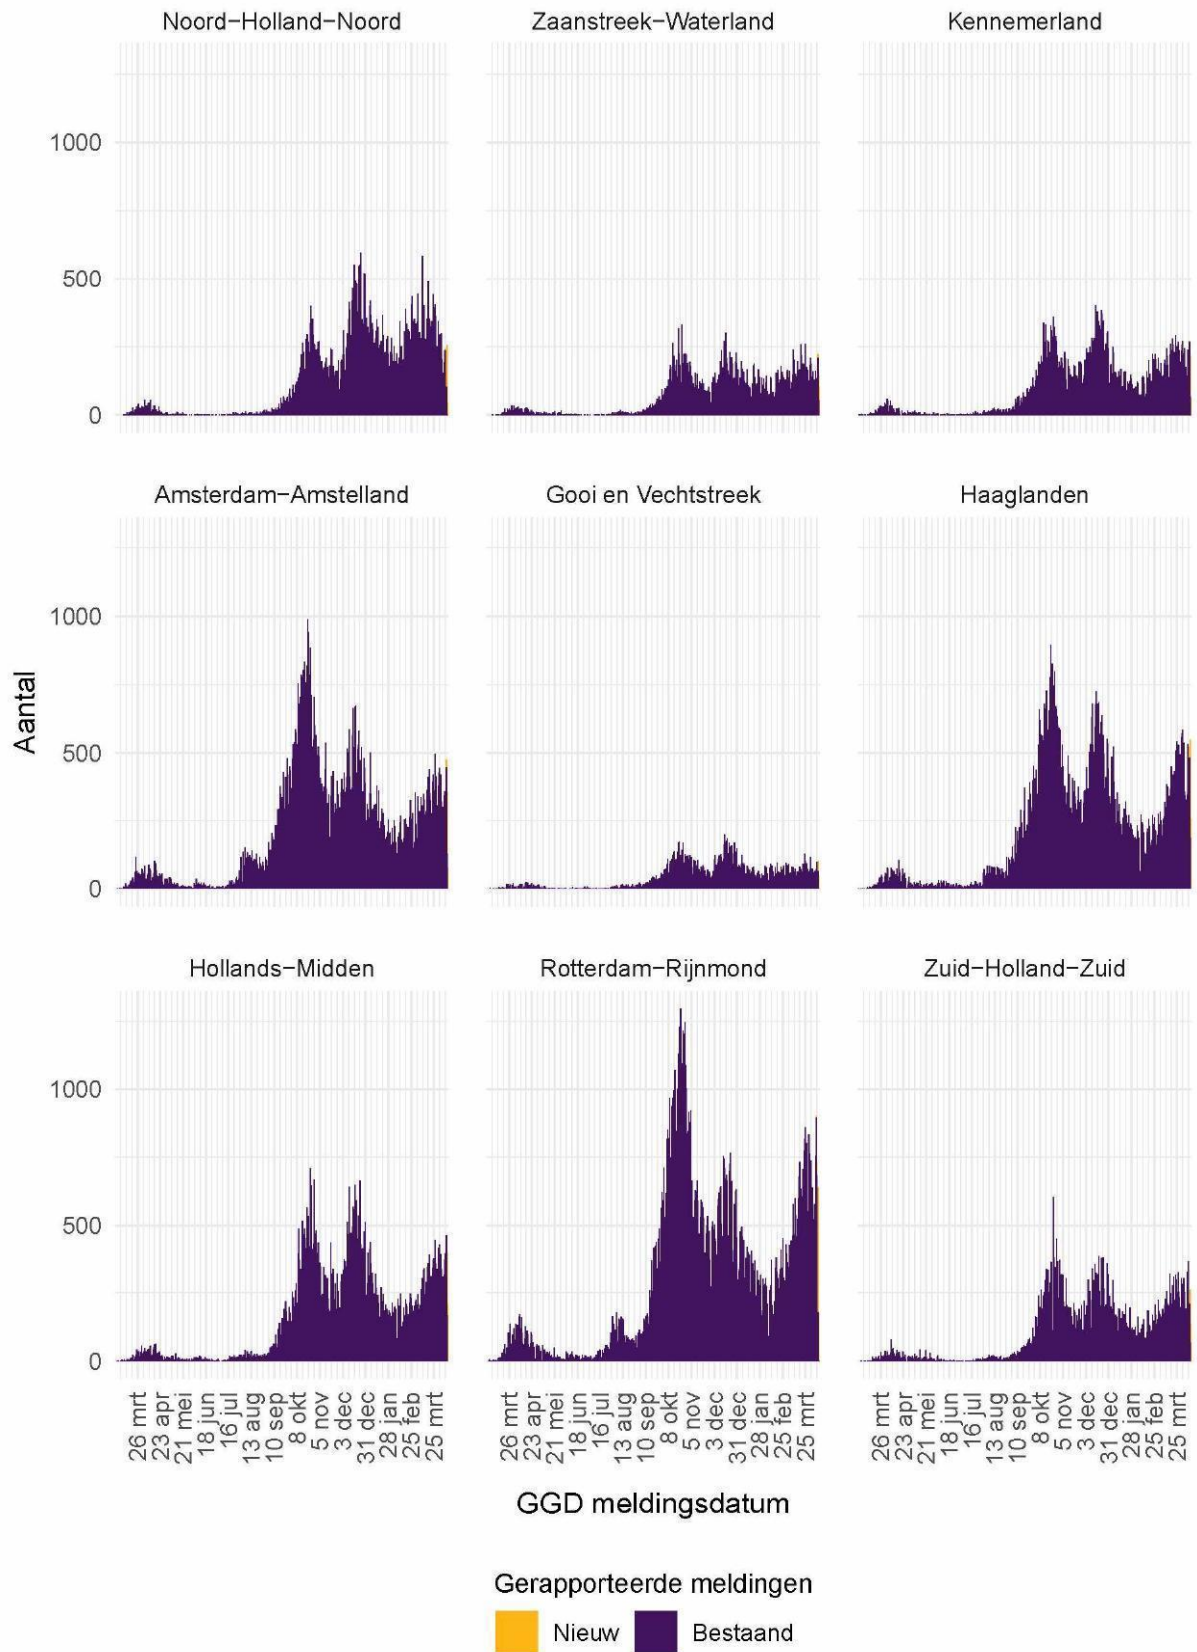 Noord-Holland-Noord
Zaanstreek-Waterland
Kennemerland
1000
500
0
Amsterdam-Amstelland
Gooi en Vechtstreek
Haaglanden
1000
500
0
Aantal
Hollands-Midden
Rotterdam-Rijnmond
Zuid-Holland-Zuid
1000
500
0
26 mrt
23 apr
21 mei
18 jun
16 jul
13 aug
10 sep
8 okt
5 nov
3 dec
31 dec
28 jan
25 feb
25 mrt
26 mrt
23 apr
21 mei
18 jun
16 jul
13 aug
10 sep
8 okt
5 nov
3 dec
31 dec
28 jan
25 feb
25 mrt
26 mrt
23 apr
21 mei
18 jun
16 jul
13 aug
10 sep
8 okt
5 nov
3 dec
31 dec
28 jan
25 feb
25 mrt
GGD meldingsdatum
Gerapporteerde meldingen
Nieuw Bestaand